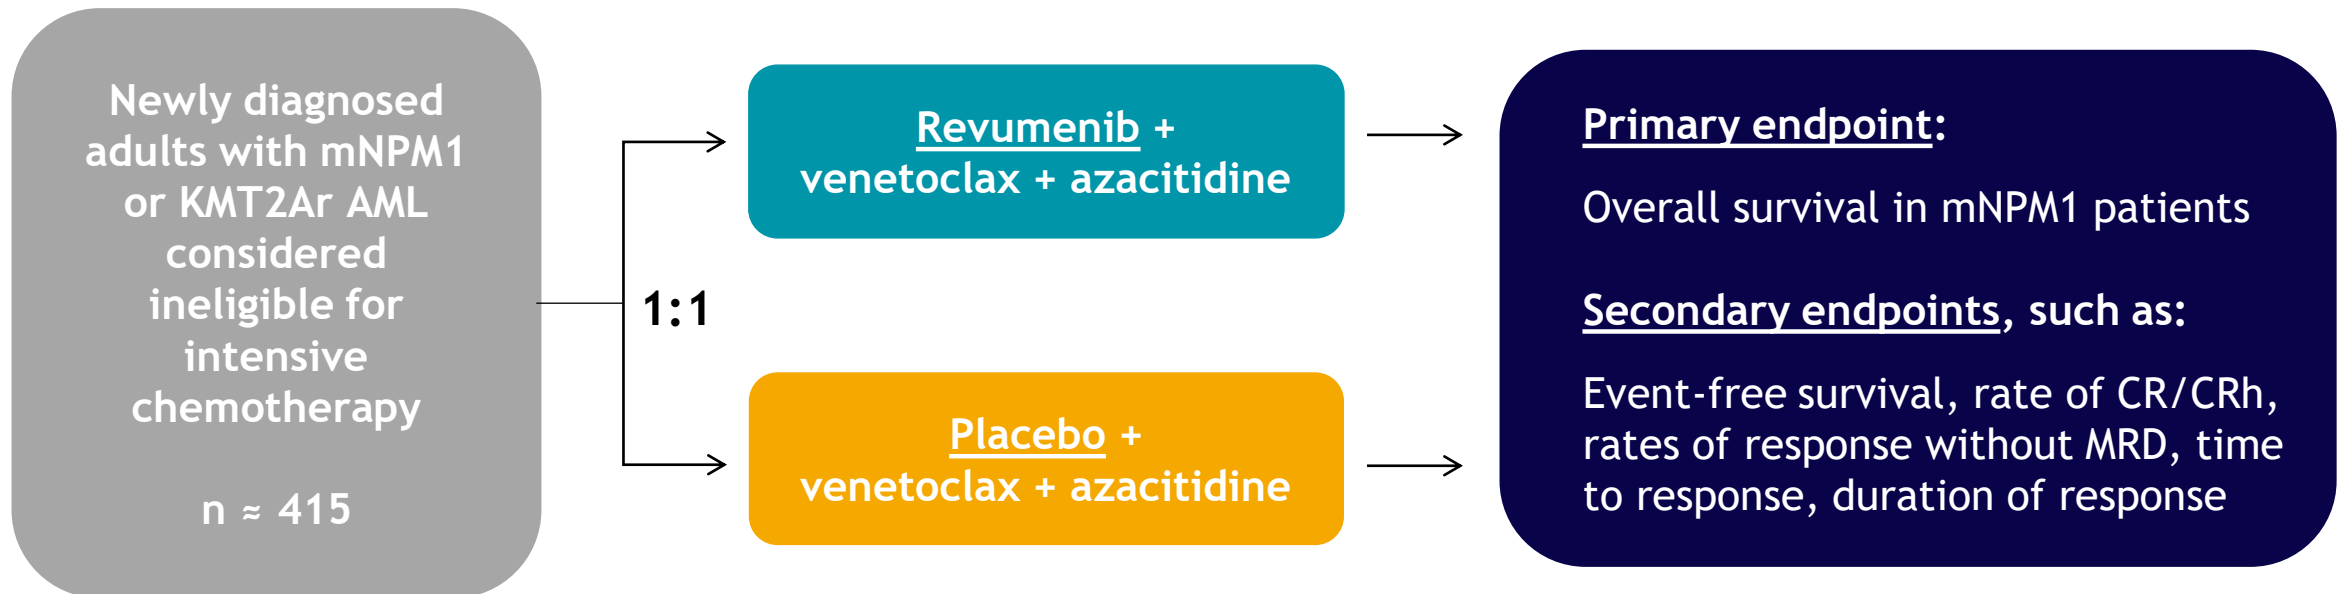 Newly diagnosed
adults with mNPM1
or KMT2Ar AML
considered
ineligible for
intensive
chemotherapy
n ≈ 415
1:1
Revumenib +
venetoclax + azacitidine
Placebo +
venetoclax + azacitidine
Primary endpoint:
Overall survival in mNPM1 patients
Secondary endpoints, such as:
Event-free survival, rate of CR/CRh,
rates of response without MRD, time
to response, duration of response